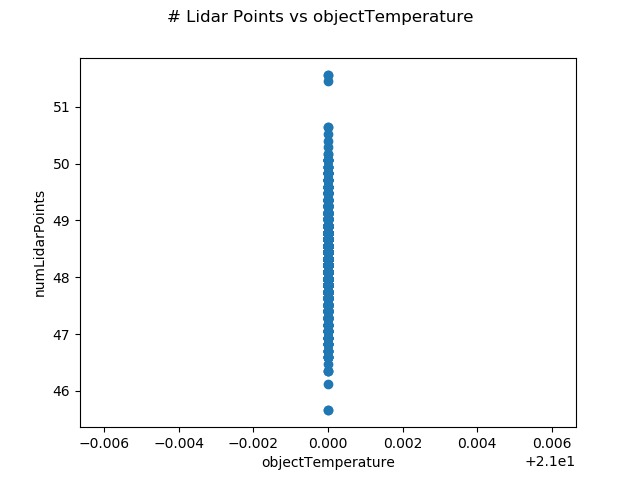 # Lidar Points vs objectTemperature
51
50
49
48
47
46
numLidarPoints
−0.006 −0.004 −0.002 0.000 0.002 0.004 0.006
objectTemperature
+2.1e1